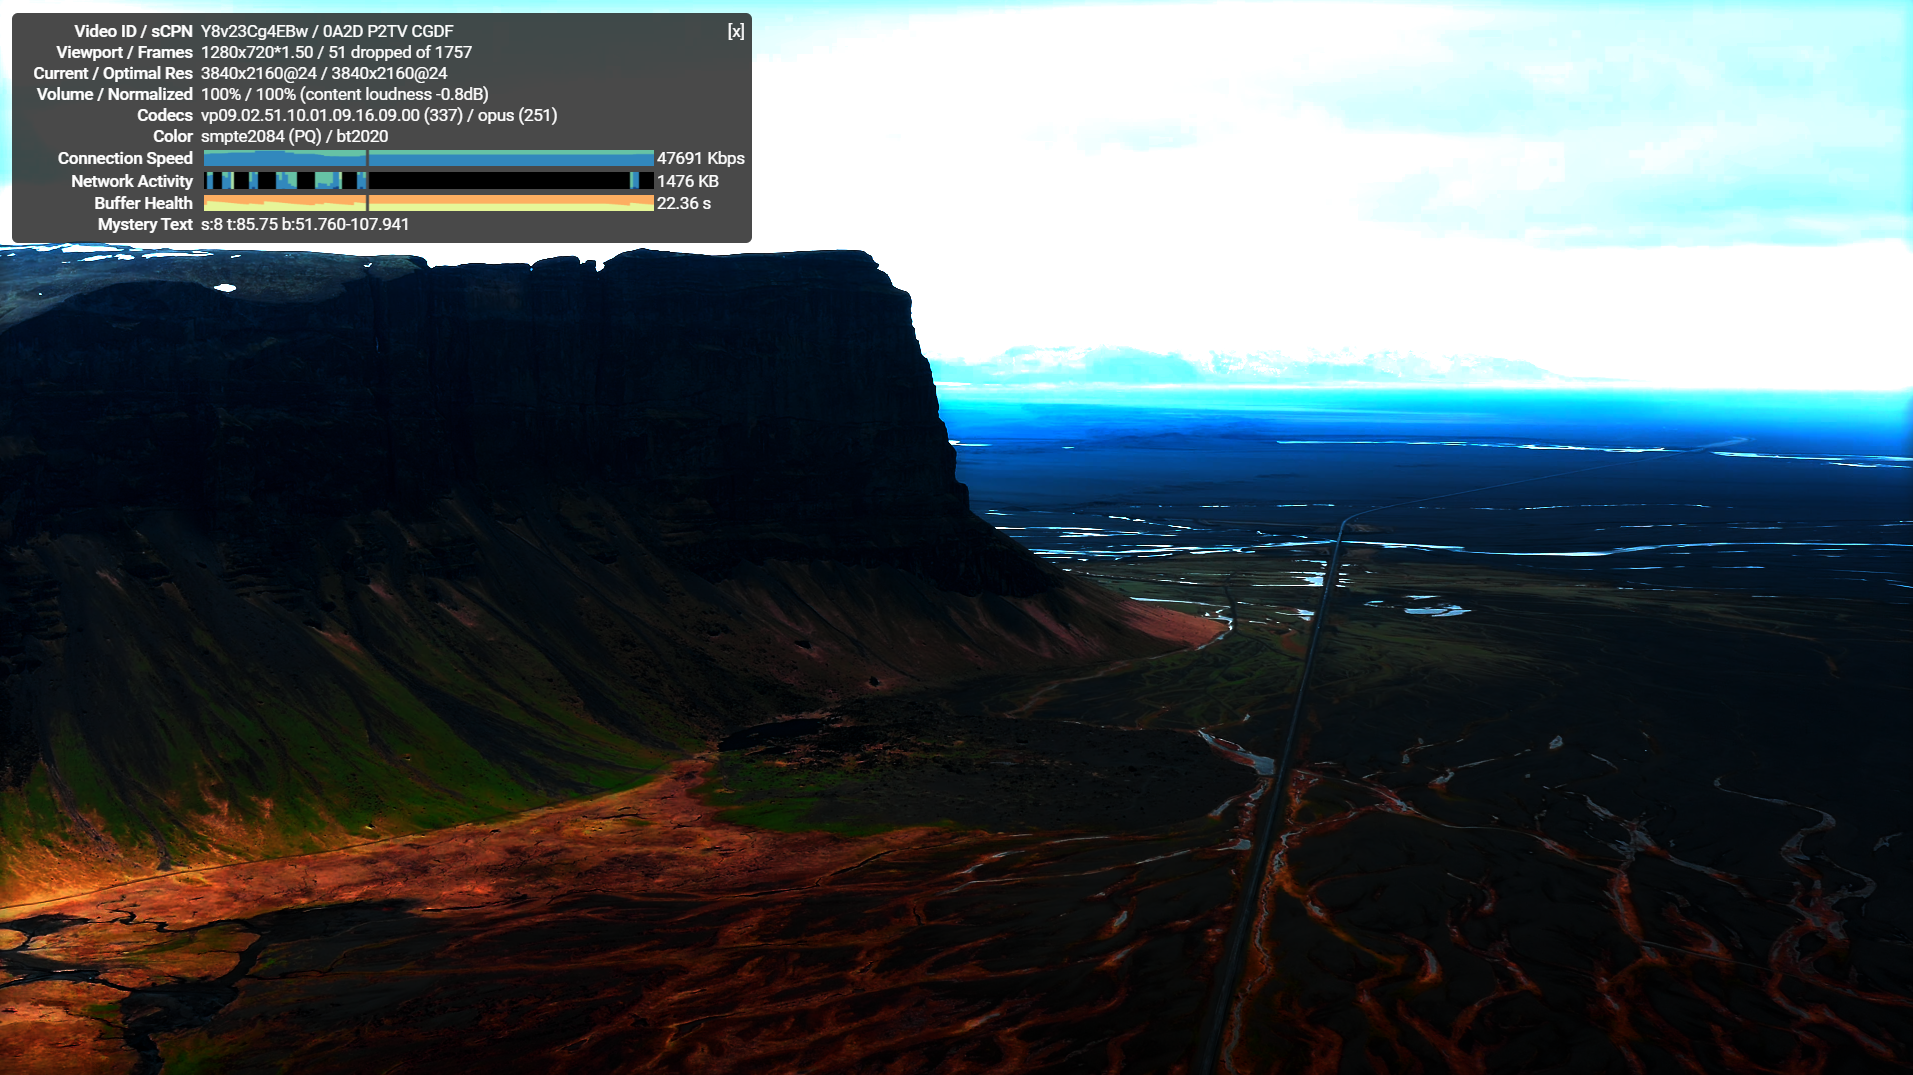 Video ID / sCPN Y8v23Cg4EBw / 0A2D P2TV CGDF [x]
Viewport / Frames 1280x720*1.50 / 51 dropped of 1757
Current / Optimal Res 3840x2160@24 / 3840x2160@24
Volume / Normalized 100% / 100% (content loudness -0.8dB)
Codecs vp09.02.51.10.01.09.16.09.00 (337) / opus (251)
Color smpte2084 (PQ) / bt2020
Connection Speed 47691 Kbps
Network Activity 1476 KB
Buffer Health 22.36 s
Mystery Text s:8 t:85.75 b:51.760-107.941